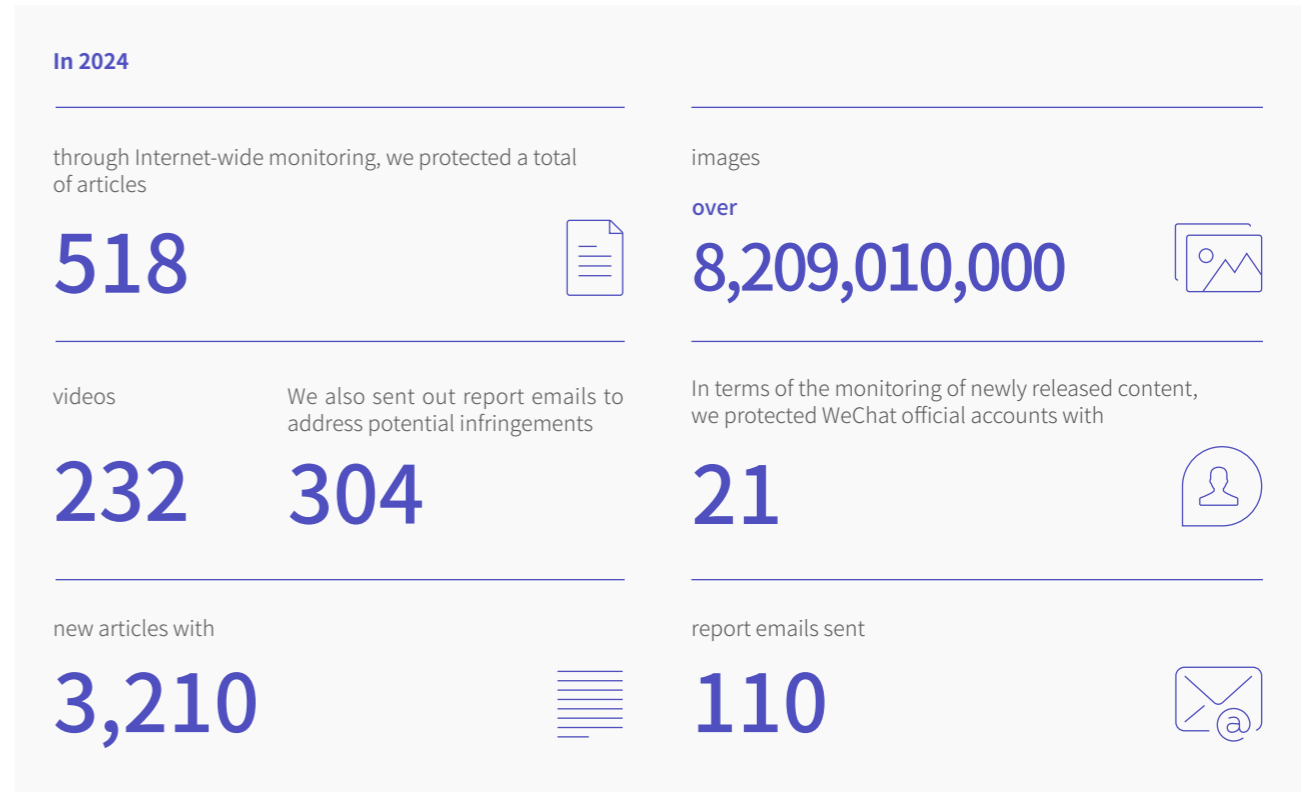 In 2024
through Internet-wide monitoring, we protected a total
of articles
518
images
over
8,209,010,000
videos
232
We also sent out report emails to
address potential infringements
304
In terms of the monitoring of newly released content,
we protected WeChat official accounts with
21
new articles with
3,210
report emails sent
110
@